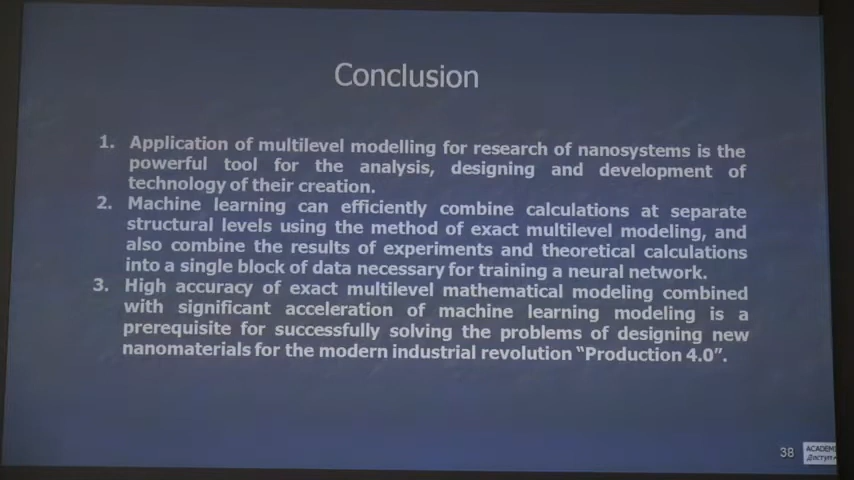 Conclusion
1. Application of multilevel modelling for research of nanosystems is the
powerful tool for the analysis, designing and development of
technology of their creation.
2. Machine learning can efficiently combine calculations at separate
structural levels using the method of exact multilevel modeling, and
also combine the results of experiments and theoretical calculations
into a single block of data necessary for training a neural network.
3. High accuracy of exact multilevel mathematical modeling combined
with significant acceleration of machine learning modeling is a
prerequisite for successfully solving the problems of designing new
nanomaterials for the modern industrial revolution “Production 4.0”.
38